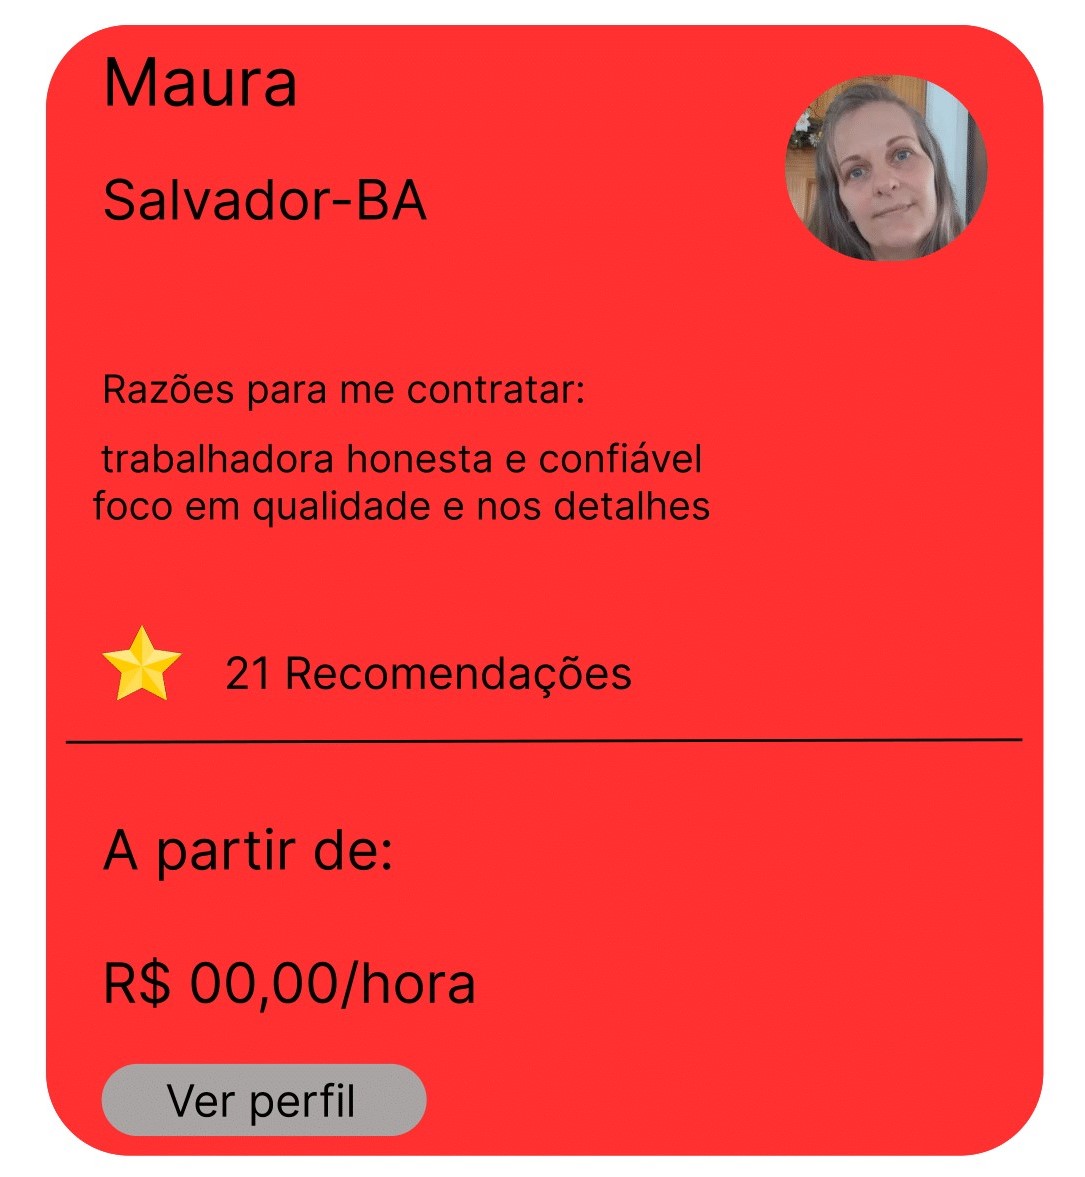 Maura
Salvador-BA
Razões para me contratar:
trabalhadora honesta e confiável
foco em qualidade e nos detalhes
21 Recomendações
A partir de:
R$ 00,00/hora
Ver perfil